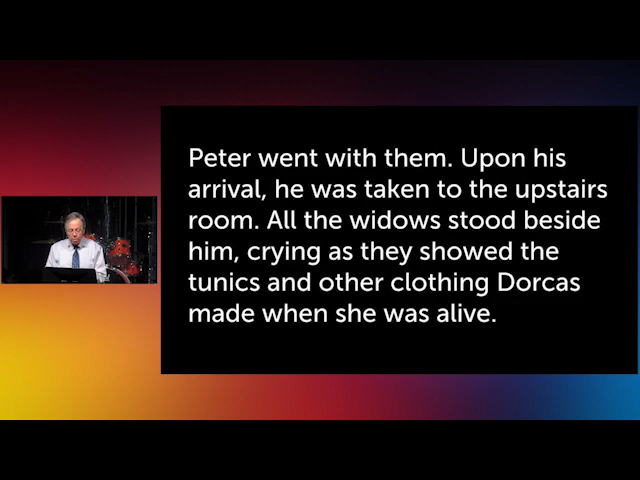 Peter went with them. Upon his
arrival, he was taken to the upstairs
room. All the widows stood beside
him, crying as they showed the
tunics and other clothing Dorcas
made when she was alive.